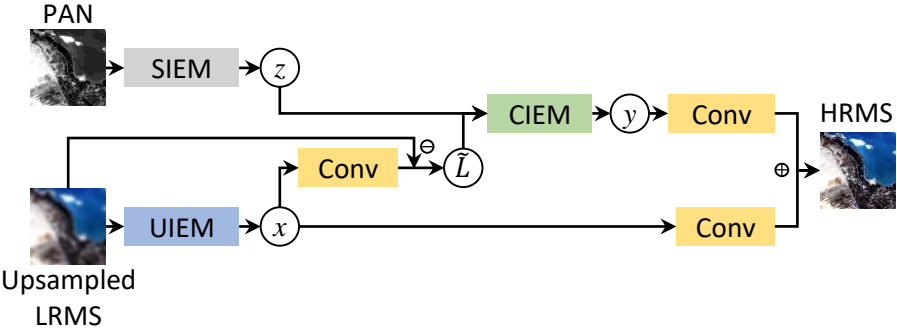 PAN
SIEM
z
CIEM
y
Conv
HRMS
⊖
Conv
L̃
⊕
UIEM
x
Conv
Upsampled
LRMS